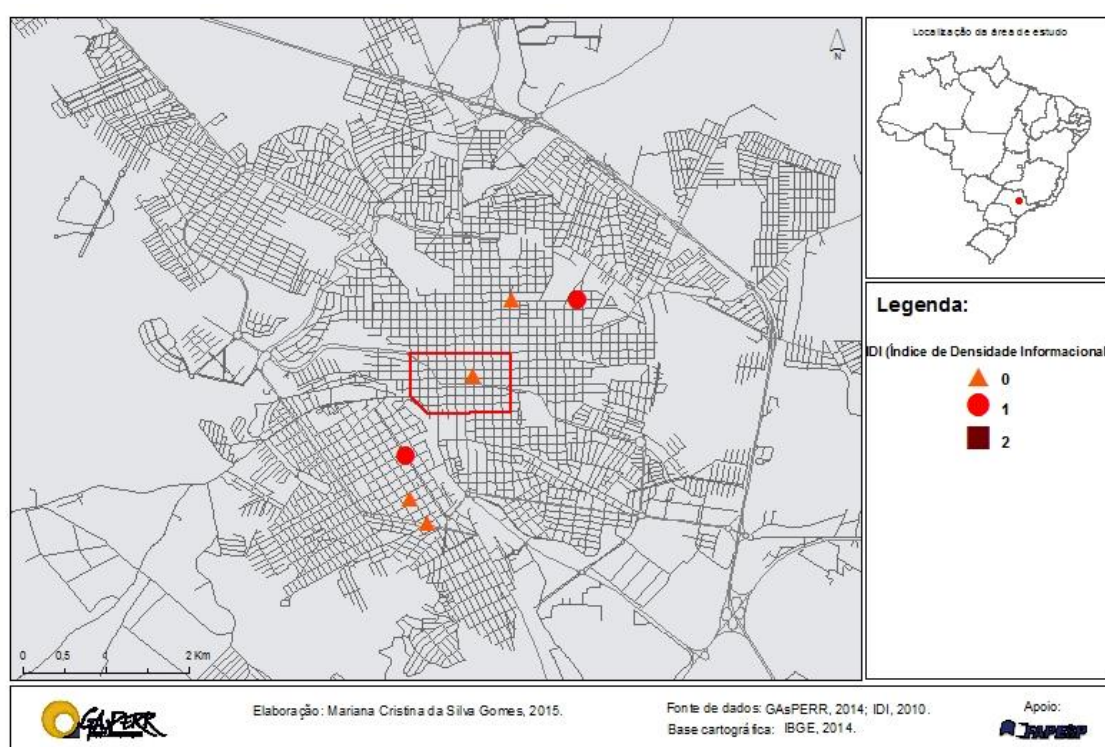 Localização da área de estudo
N
Legenda:
IDI (Índice de Densidade Informacional
0
1
2
0 0,5 1 2 Km
GAsPERR
Elaboração: Mariana Cristina da Silva Gomes, 2015.
Fonte de dados: GAsPERR, 2014; IDI, 2010.
Base cartográfica: IBGE, 2014.
Apoio:
FAPESP